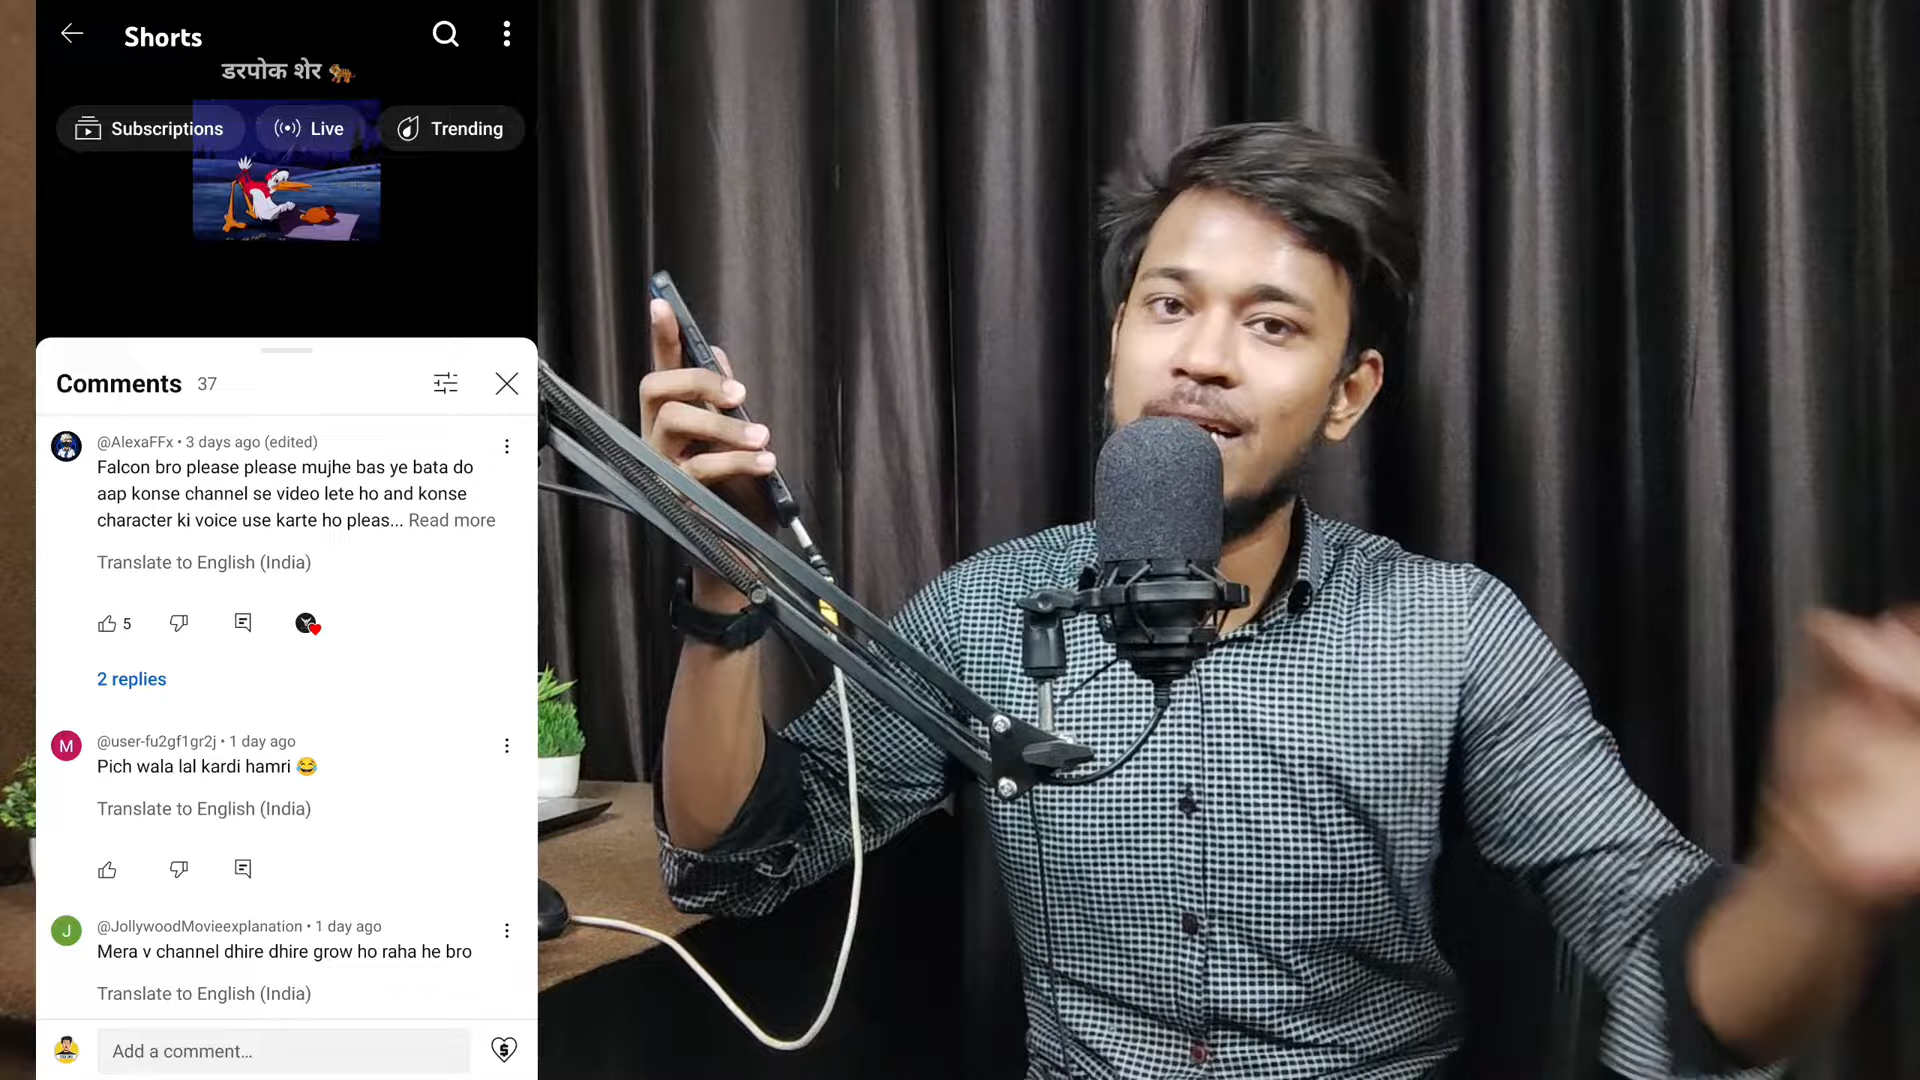 Shorts
डरपोक शेर 🐅
Subscriptions
Live
Trending
Comments 37
@AlexaFFx • 3 days ago (edited)
Falcon bro please please mujhe bas ye bata do
aap konse channel se video lete ho and konse
character ki voice use karte ho pleas... Read more
Translate to English (India)
5
2 replies
M
@user-fu2gf1gr2j • 1 day ago
Pich wala lal kardi hamri 😂
Translate to English (India)
J
@JollywoodMovieexplanation • 1 day ago
Mera v channel dhire dhire grow ho raha he bro
Translate to English (India)
Add a comment...